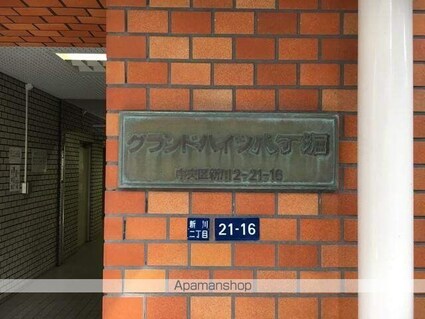 グランドハイツ八丁堀
中央区新川2-21-16
新川
二丁目
21-16
Apamanshop